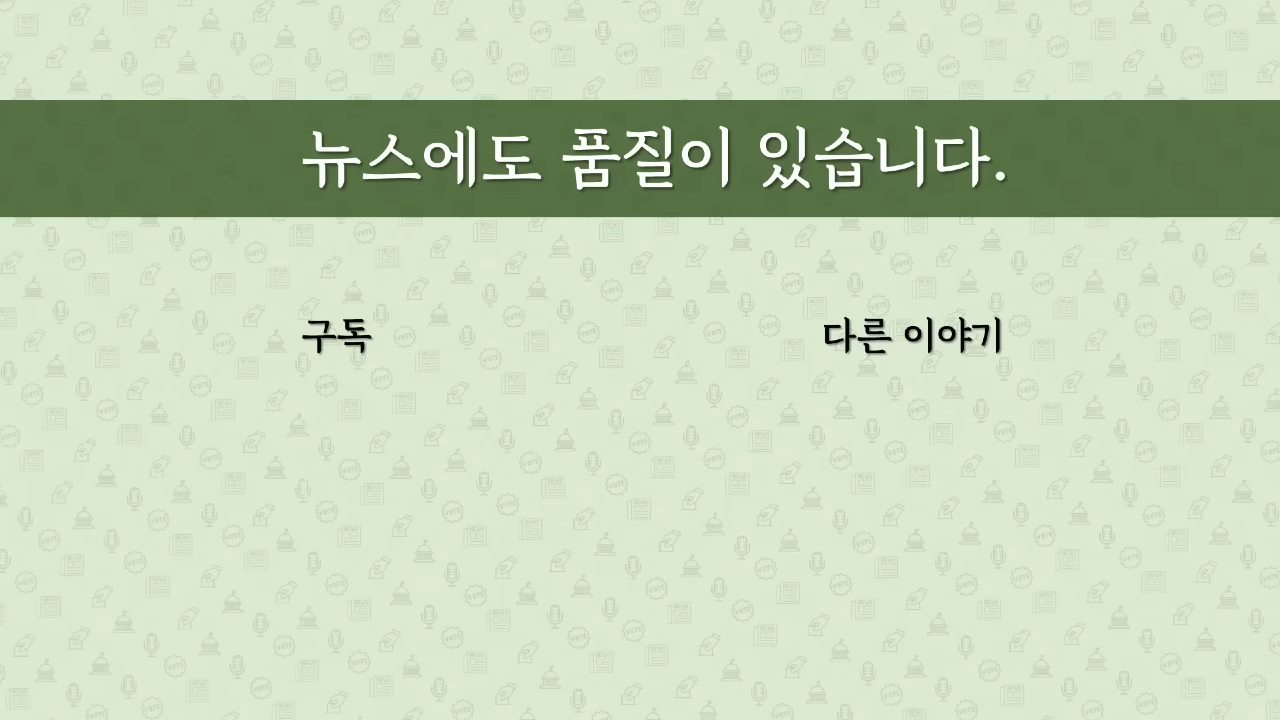 뉴스에도 품질이 있습니다.
구독
다른 이야기